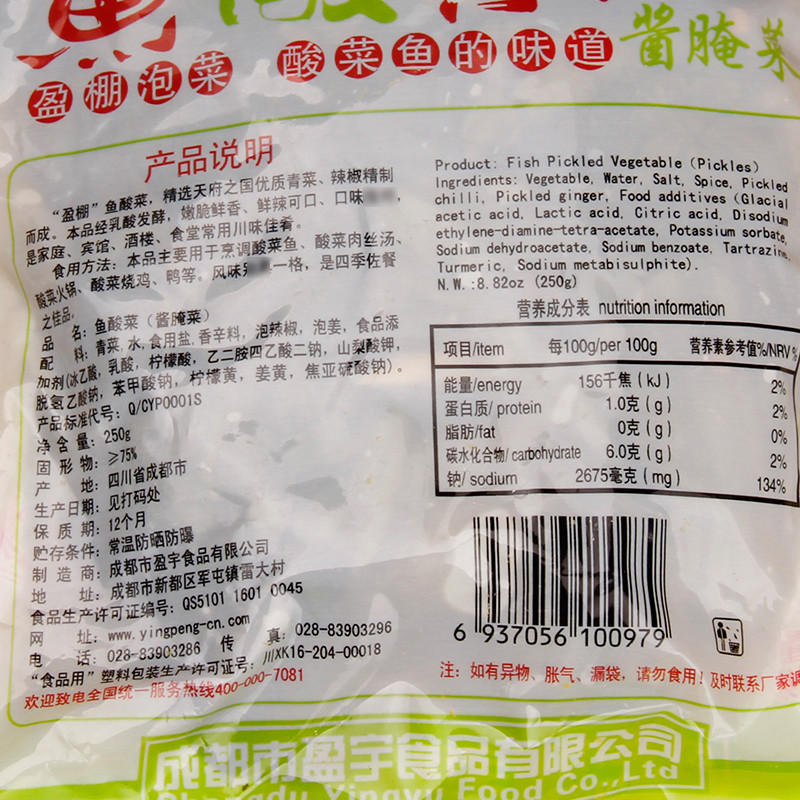 盈棚泡菜 酸菜鱼的味道 酱腌菜
产品说明
“盈棚”鱼酸菜，精选天府之国优质青菜、辣椒精制
而成。本品经乳酸发酵，嫩脆鲜香、鲜辣可口、口味，
是家庭、宾馆、酒楼、食堂常用川味佳肴。
食用方法：本品主要用于烹调酸菜鱼、酸菜肉丝汤、
酸菜火锅、酸菜烧鸡、鸭等。风味一格，是四季佐餐
之佳品。
品 名：鱼酸菜（酱腌菜）
配 料：青菜,水,食用盐,香辛料，泡辣椒，泡姜，食品添
加剂(冰乙酸，乳酸，柠檬酸，乙二胺四乙酸二钠，山梨酸钾，
脱氢乙酸钠，苯甲酸钠，柠檬黄，姜黄，焦亚硫酸钠)。
产品标准代号：Q/CYP0001S
净 含 量：250g
固 形 物：≥75%
产 地：四川省成都市
生产日期：见打码处
保 质 期：12个月
贮存条件：常温防晒防曝
制 造 商：成都市盈宇食品有限公司
地 址：成都市新都区军屯镇雷大村
食品生产许可证编号：QS5101 1601 0045
网 址：www.yingpeng-cn.com
电 话：028-83903286 传 真：028-83903296
“食品用”塑料包装生产许可证号：川XK16-204-00018
欢迎致电全国统一服务热线400-000-7081
Product: Fish Pickled Vegetable (Pickles)
Ingredients: Vegetable, Water, Salt, Spice, Pickled
chilli, Pickled ginger, Food additives (Glacial
acetic acid, Lactic acid, Citric acid, Disodium
ethylene-diamine-tetra-acetate, Potassium sorbate,
Sodium dehydroacetate, Sodium benzoate, Tartrazine,
Turmeric, Sodium metabisulphite).
N.W.:8.82oz (250g)
营养成分表 nutrition information
项目/item 每100g/per 100g 营养素参考值%/NRV %
能量/energy 156千焦 (kJ) 2%
蛋白质/protein 1.0克 (g) 2%
脂肪/fat 0克 (g) 0%
碳水化合物/carbohydrate 6.0克 (g) 2%
钠/sodium 2675毫克 (mg) 134%
6 937056 100979
注：如有异物、胀气、漏袋，请勿食用！及时联系厂家
成都市盈宇食品有限公司
Chengdu Yingyu Food Co.,Ltd